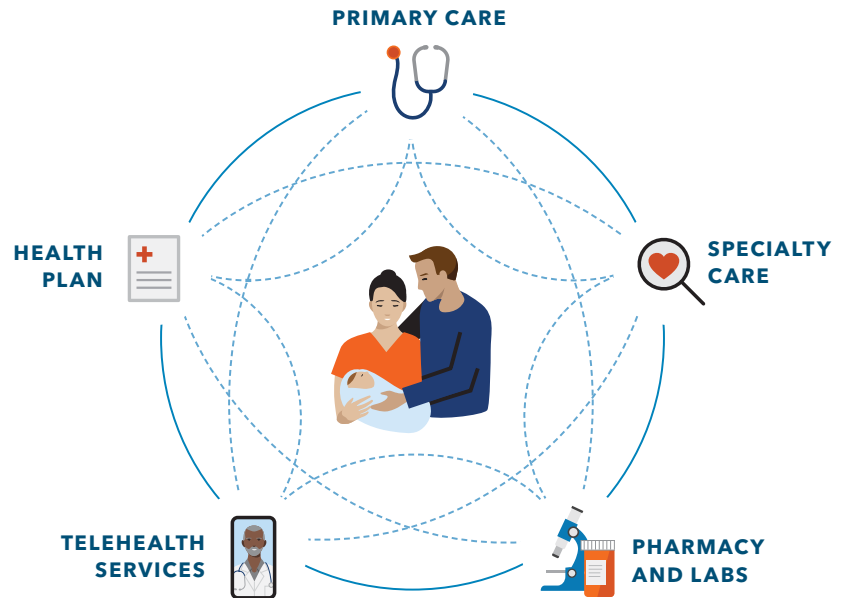 PRIMARY CARE
HEALTH
PLAN
SPECIALTY
CARE
TELEHEALTH
SERVICES
PHARMACY
AND LABS